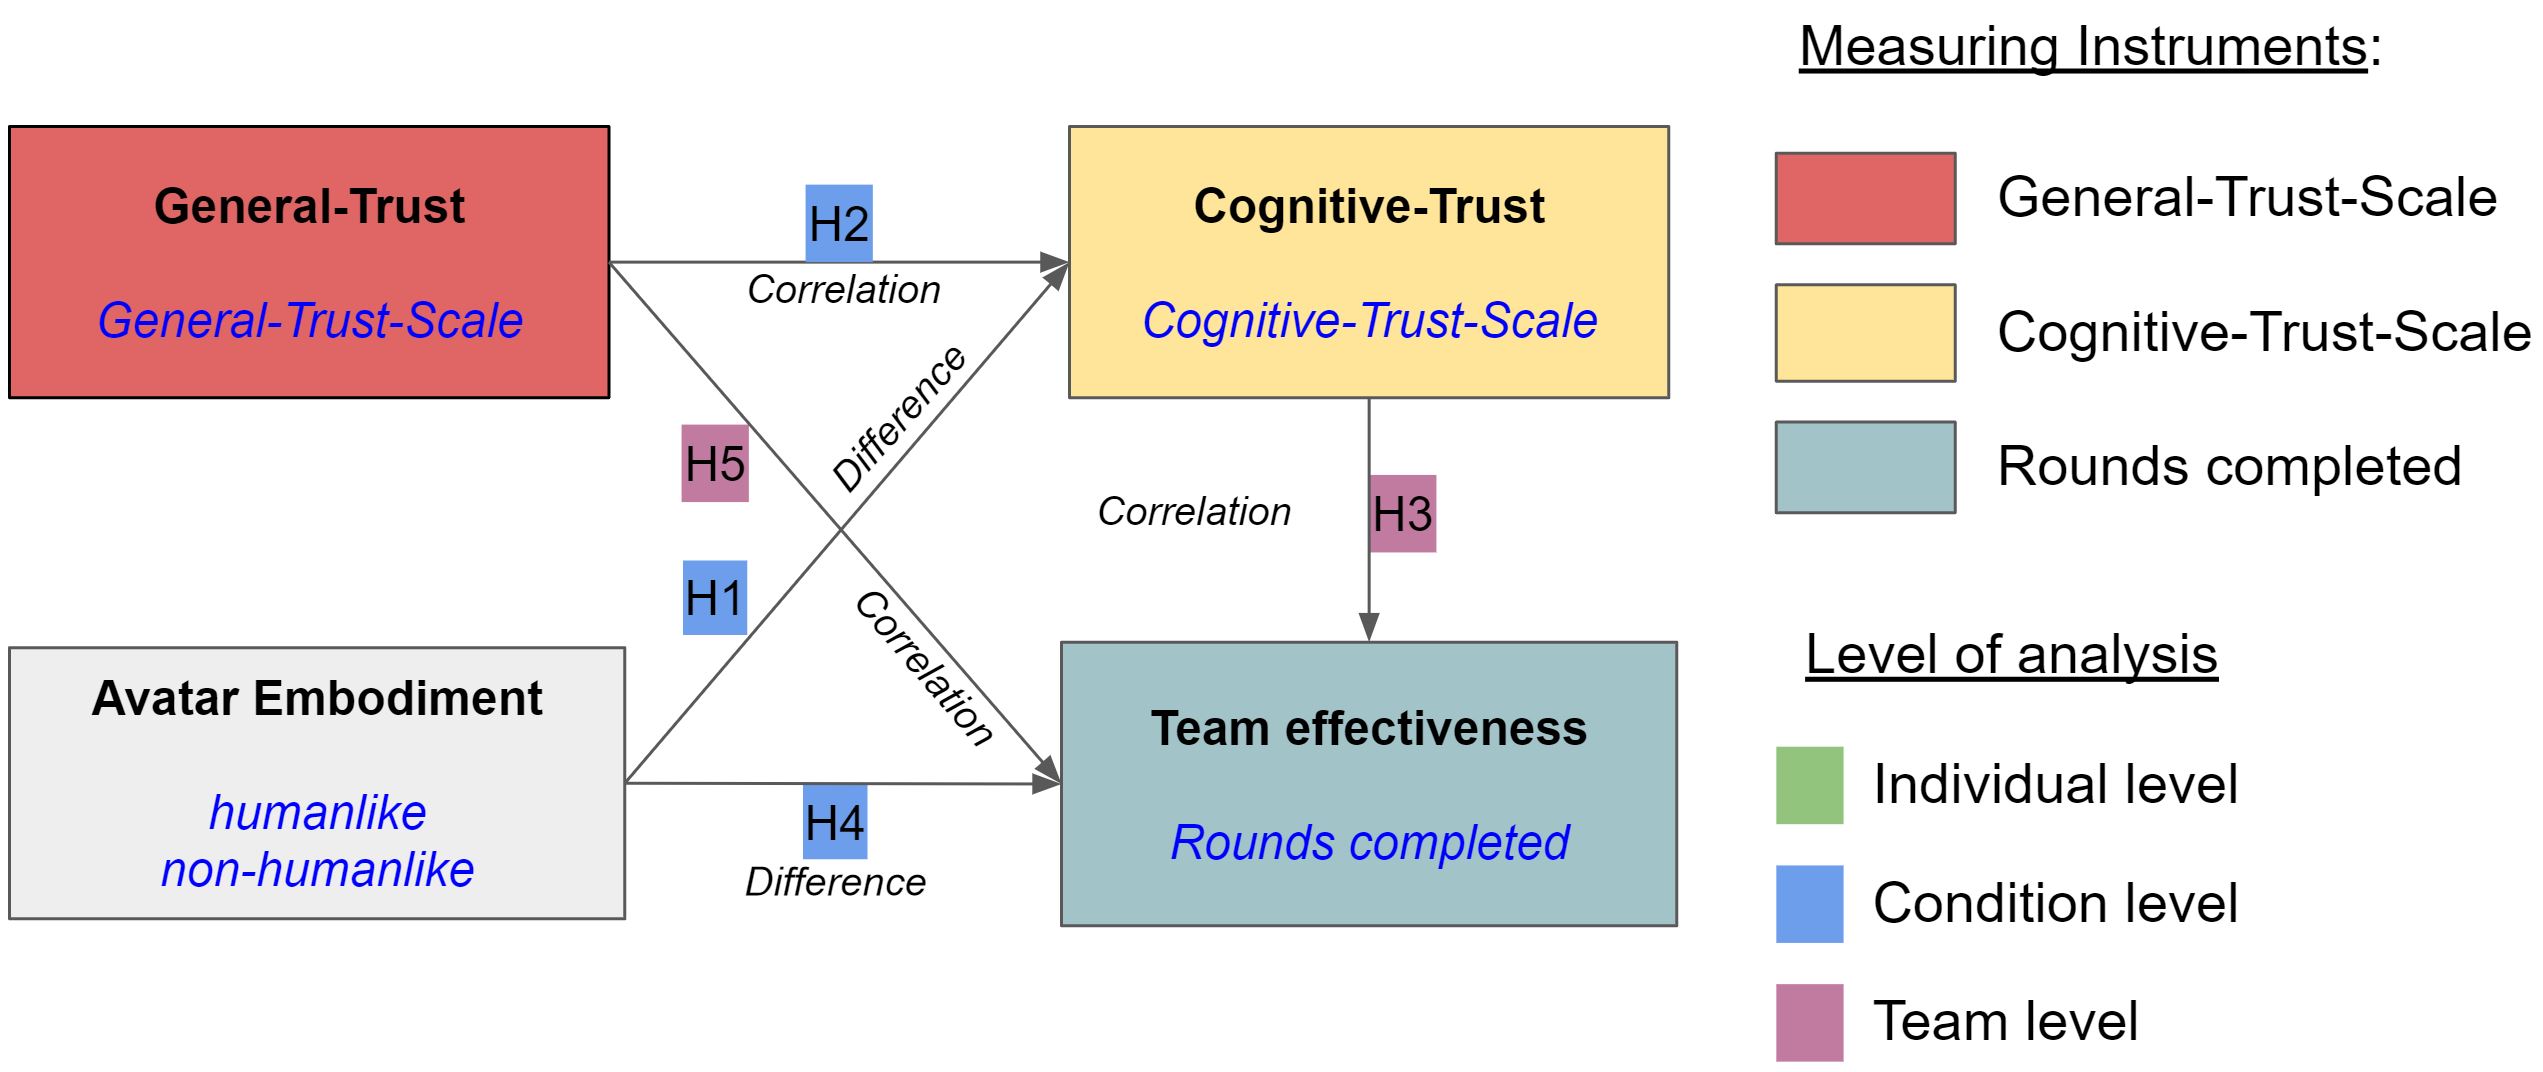 Measuring Instruments:
General-Trust
General-Trust-Scale
H2
Correlation
Cognitive-Trust
Cognitive-Trust-Scale
General-Trust-Scale
Cognitive-Trust-Scale
Rounds completed
H5
Difference
H1
Correlation
Correlation
H3
Avatar Embodiment
humanlike
non-humanlike
H4
Difference
Team effectiveness
Rounds completed
Level of analysis
Individual level
Condition level
Team level